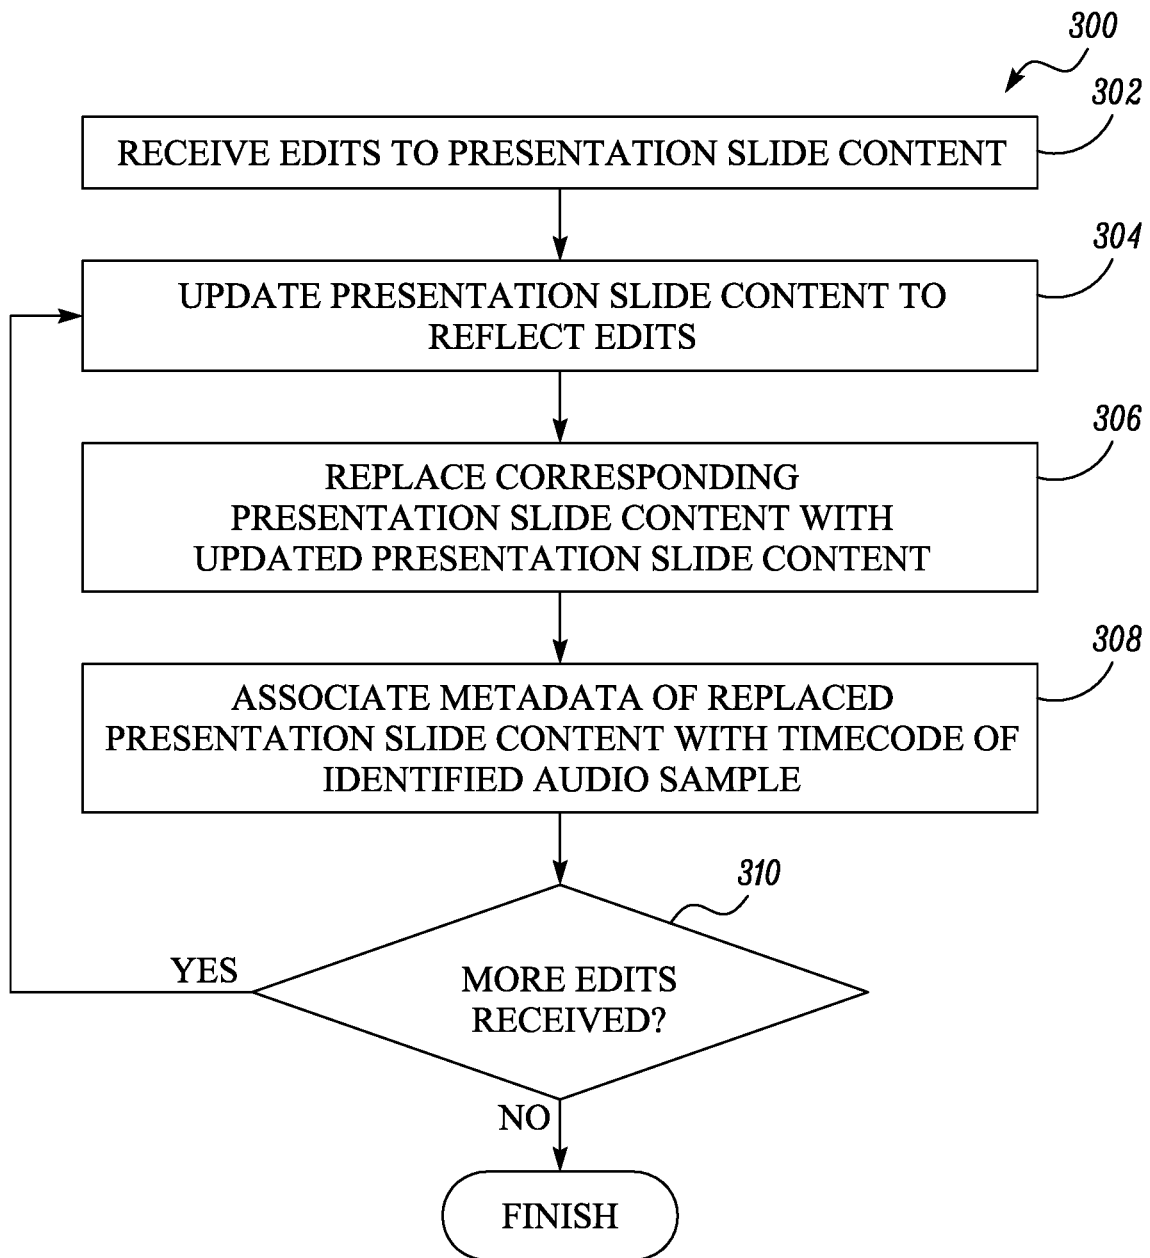 300
302
RECEIVE EDITS TO PRESENTATION SLIDE CONTENT
304
UPDATE PRESENTATION SLIDE CONTENT TO
REFLECT EDITS
306
REPLACE CORRESPONDING
PRESENTATION SLIDE CONTENT WITH
UPDATED PRESENTATION SLIDE CONTENT
308
ASSOCIATE METADATA OF REPLACED
PRESENTATION SLIDE CONTENT WITH TIMECODE OF
IDENTIFIED AUDIO SAMPLE
310
YES
MORE EDITS
RECEIVED?
NO
FINISH